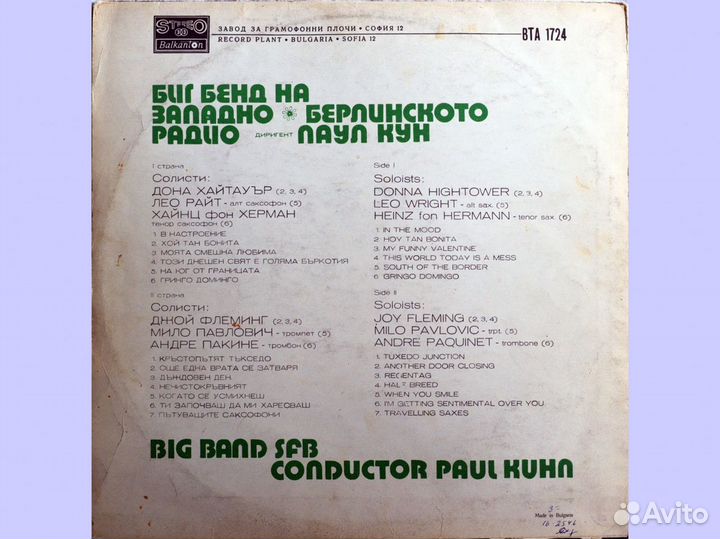 STEREO
Balkanton
ЗАВОД ЗА ГРАМОФОННИ ПЛОЧИ • СОФИЯ 12
RECORD PLANT • BULGARIA • SOFIA 12
ВТА 1724
БИГ БЕНД НА
ЗАПАДНО БЕРЛИНСКОТО
РАДИО ДИРИГЕНТ ПАУЛ КУН
I страна
Солисти:
ДОНА ХАЙТАУЪР (2, 3, 4)
ЛЕО РАЙТ - алт саксофон (5)
ХАЙНЦ фон ХЕРМАН
тенор саксофон (6)
1. В НАСТРОЕНИЕ
2. ХОЙ ТАН БОНИТА
3. МОЯТА СМЕШНА ЛЮБИМА
4. ТОЗИ ДНЕШЕН СВЯТ Е ГОЛЯМА БЪРКОТИЯ
5. НА ЮГ ОТ ГРАНИЦАТА
6. ГРИНГО ДОМИНГО
Side I
Soloists:
DONNA HIGHTOWER (2, 3, 4)
LEO WRIGHT - alt sax. (5)
HEINZ fon HERMANN - tenor sax. (6)
1. IN THE MOOD
2. HOY TAN BONITA
3. MY FUNNY VALENTINE
4. THIS WORLD TODAY IS A MESS
5. SOUTH OF THE BORDER
6. GRINGO DOMINGO
II страна
Солисти:
ДЖОЙ ФЛЕМИНГ (2, 3, 4)
МИЛО ПАВЛОВИЧ - тромпет (5)
АНДРЕ ПАКИНЕ - тромбон (6)
1. КРЪСТОПЪТЯТ ТЪКСЕДО
2. ОЩЕ ЕДНА ВРАТА СЕ ЗАТВАРЯ
3. ДЪЖДОВЕН ДЕН
4. НЕЧИСТОКРЪВНИЯТ
5. КОГАТО СЕ УСМИХНЕШ
6. ТИ ЗАПОЧВАШ ДА МИ ХАРЕСВАШ
7. ПЪТУВАЩИТЕ САКСОФОНИ
Side II
Soloists:
JOY FLEMING (2, 3, 4)
MILO PAVLOVIC - trpt. (5)
ANDRE PAQUINET - trombone (6)
1. TUXEDO JUNCTION
2. ANOTHER DOOR CLOSING
3. REGENTAG
4. HALF BREED
5. WHEN YOU SMILE
6. I'M GETTING SENTIMENTAL OVER YOU
7. TRAVELLING SAXES
BIG BAND SFB
CONDUCTOR PAUL KUHN
Made in Bulgaria
Avito